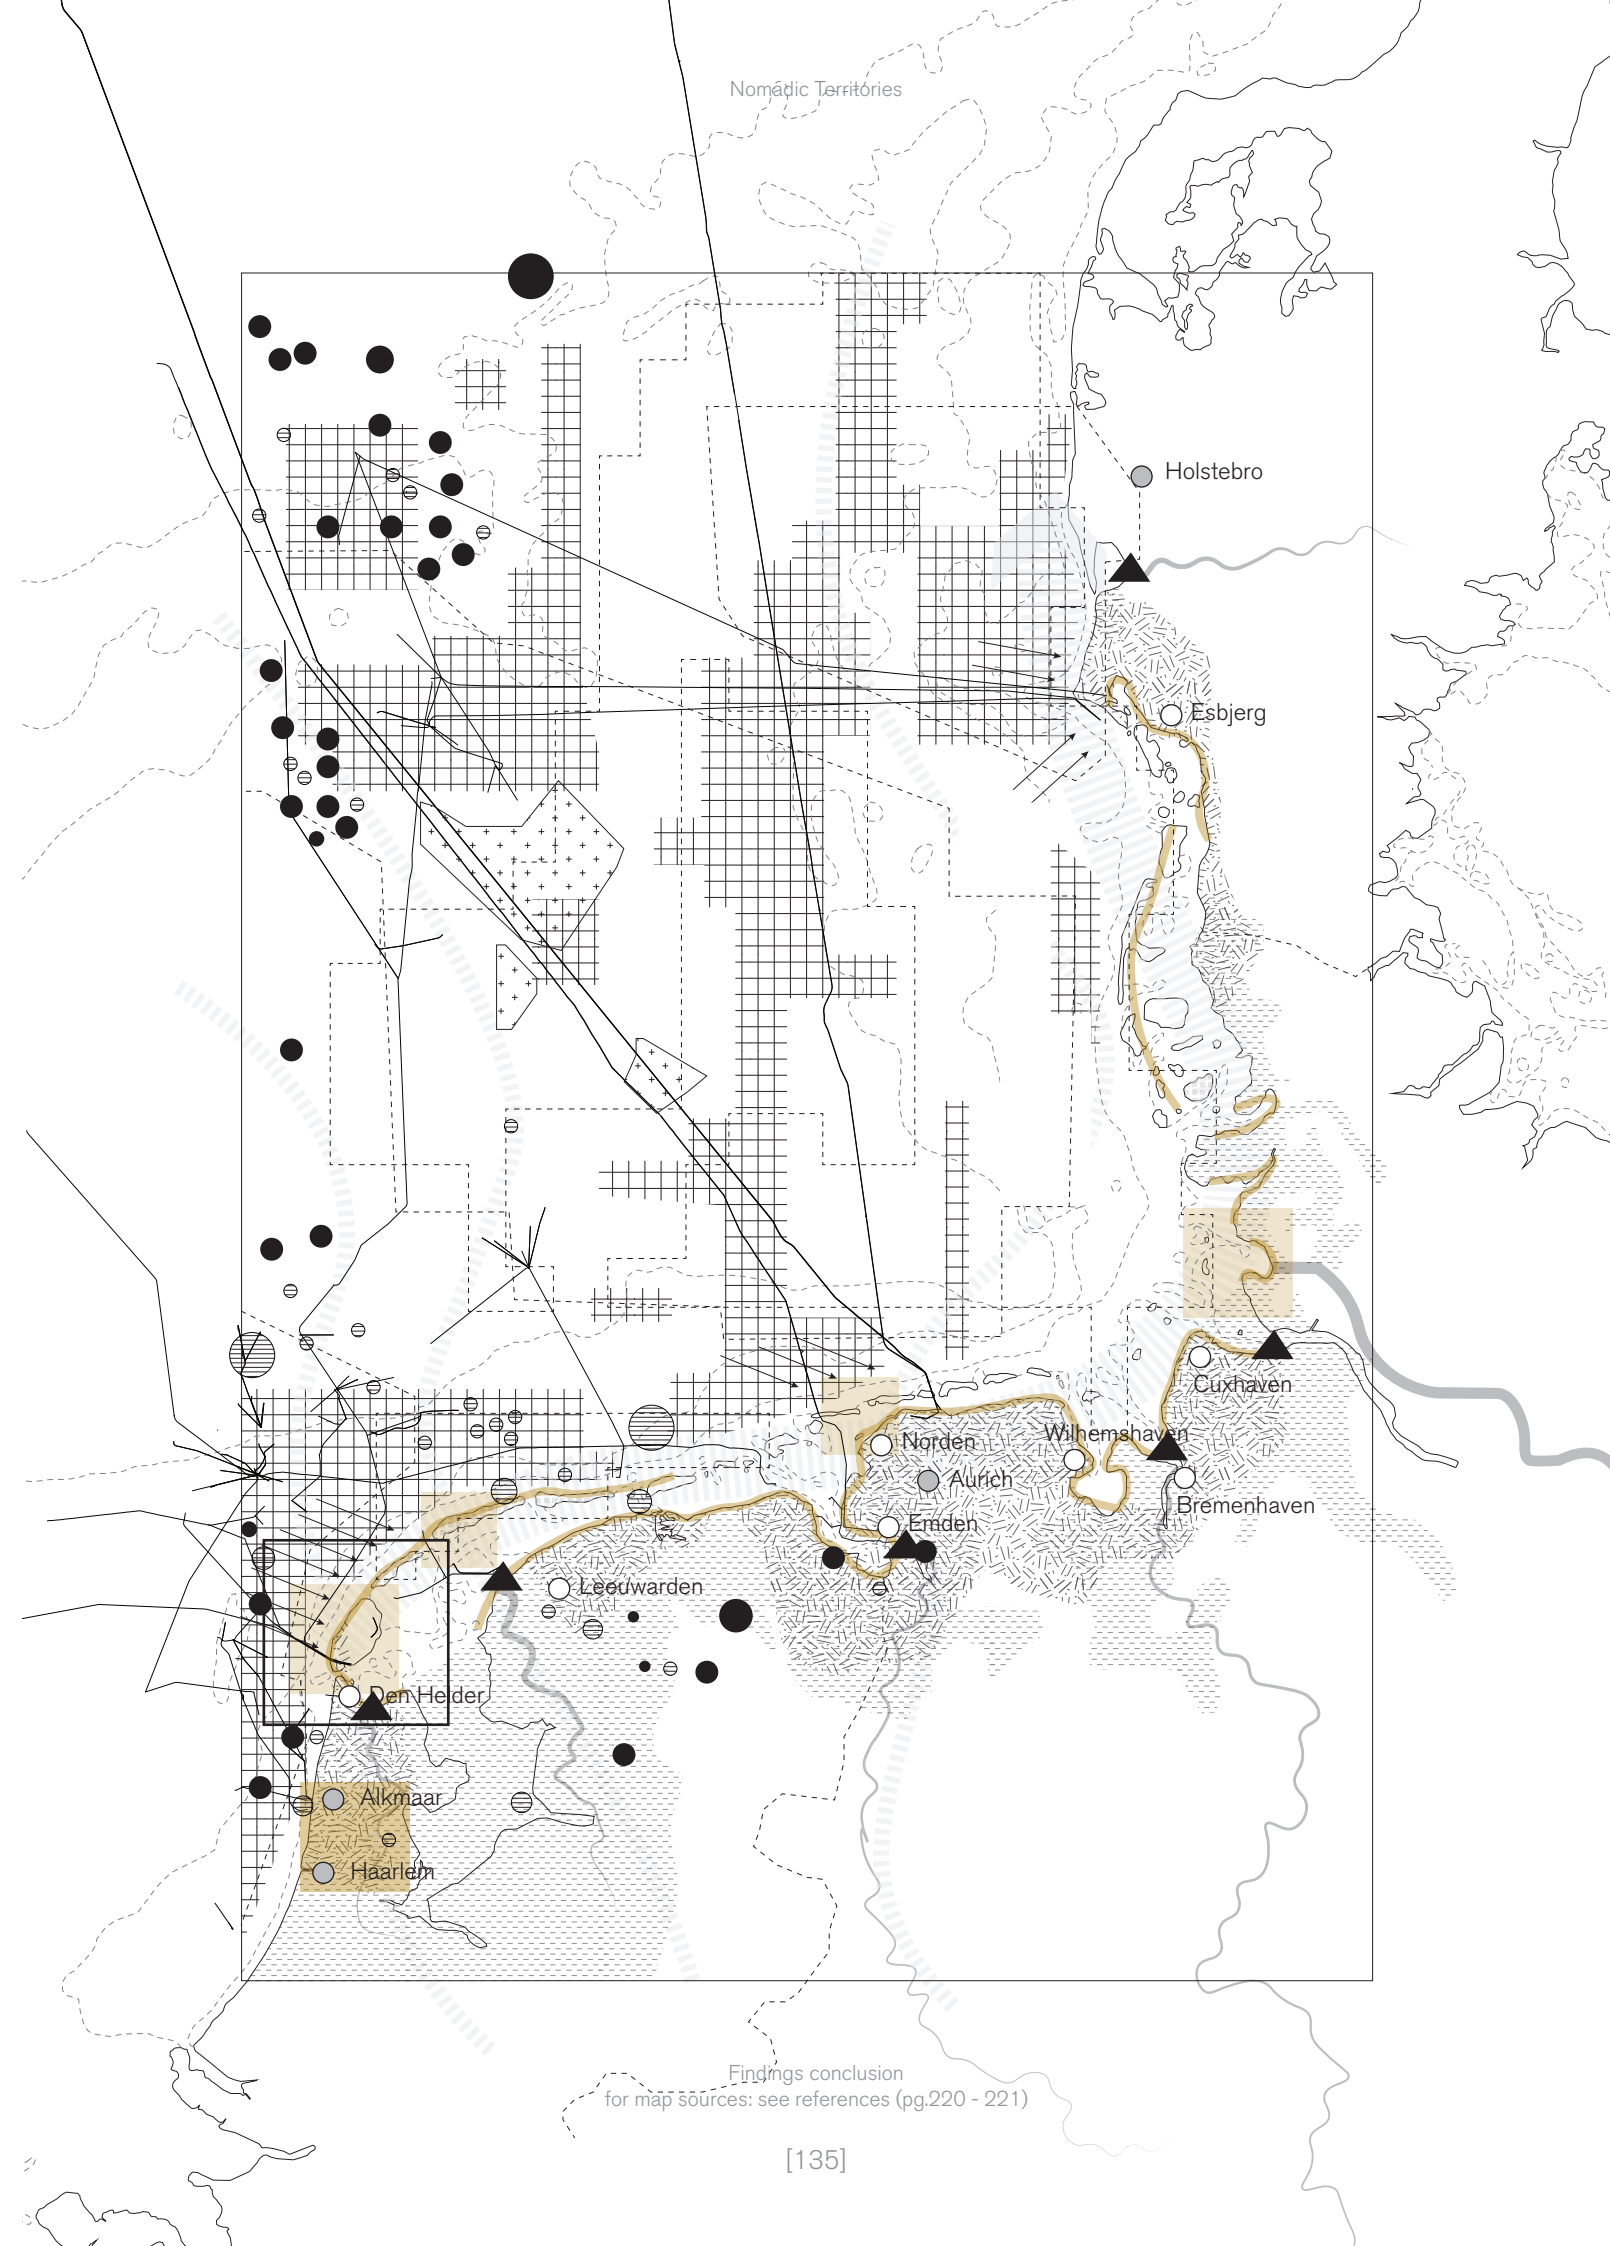 Nomadic Territories
Holstebro
Esbjerg
Cuxhaven
Wilhemshaven
Norden
Aurich
Bremenhaven
Emden
Leeuwarden
Den Helder
Alkmaar
Haarlem
Findings conclusion
for map sources: see references (pg.220 - 221)
[135]